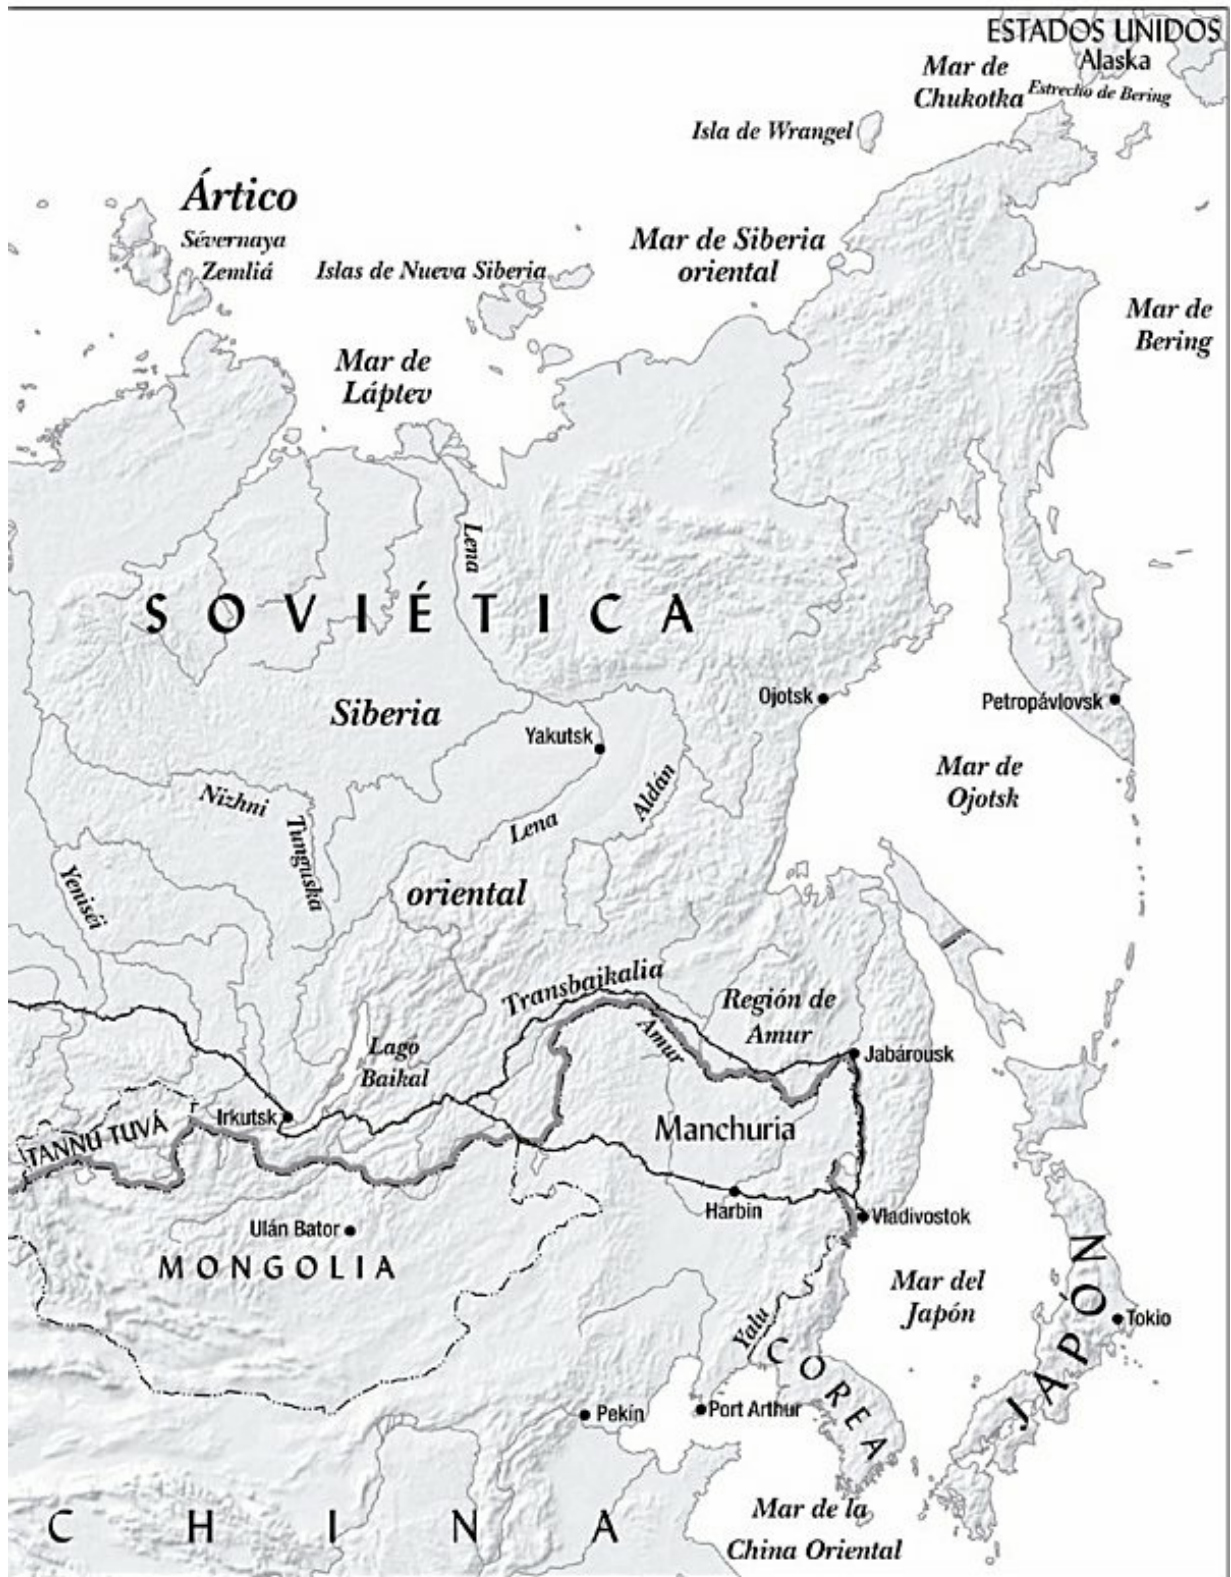 ESTADOS UNIDOS
Alaska
Mar de
Chukotka
Estrecho de Bering
Isla de Wrangel
Ártico
Sévernaya
Zemliá
Islas de Nueva Siberia
Mar de Siberia
oriental
Mar de
Bering
Mar de
Láptev
Lena
SOVIÉTICA
Ojotsk
Petropávlovsk
Siberia
Yakutsk
Mar de
Ojotsk
Nizhni
Tunguska
Lena
Aldán
Yeniséi
oriental
Transbaikalia
Región de
Amur
Amur
Lago
Baikal
Jabárousk
Irkutsk
TANNU TUVÁ
Manchuria
Harbin
Vladivostok
Ulán Bator
MONGOLIA
Mar del
Japón
JAPÓN
Tokio
Yalu
COREA
Pekín
Port Arthur
CHINA
Mar de la
China Oriental